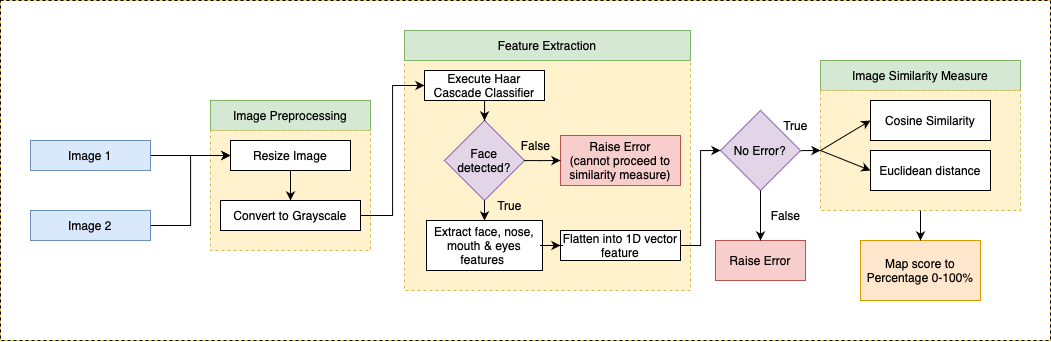 Image 1
Image 2
Image Preprocessing
Resize Image
Convert to Grayscale
Feature Extraction
Execute Haar
Cascade Classifier
Face
detected?
False
Raise Error
(cannot proceed to
similarity measure)
True
Extract face, nose,
mouth & eyes
features
Flatten into 1D vector
feature
No Error?
True
False
Raise Error
Image Similarity Measure
Cosine Similarity
Euclidean distance
Map score to
Percentage 0-100%